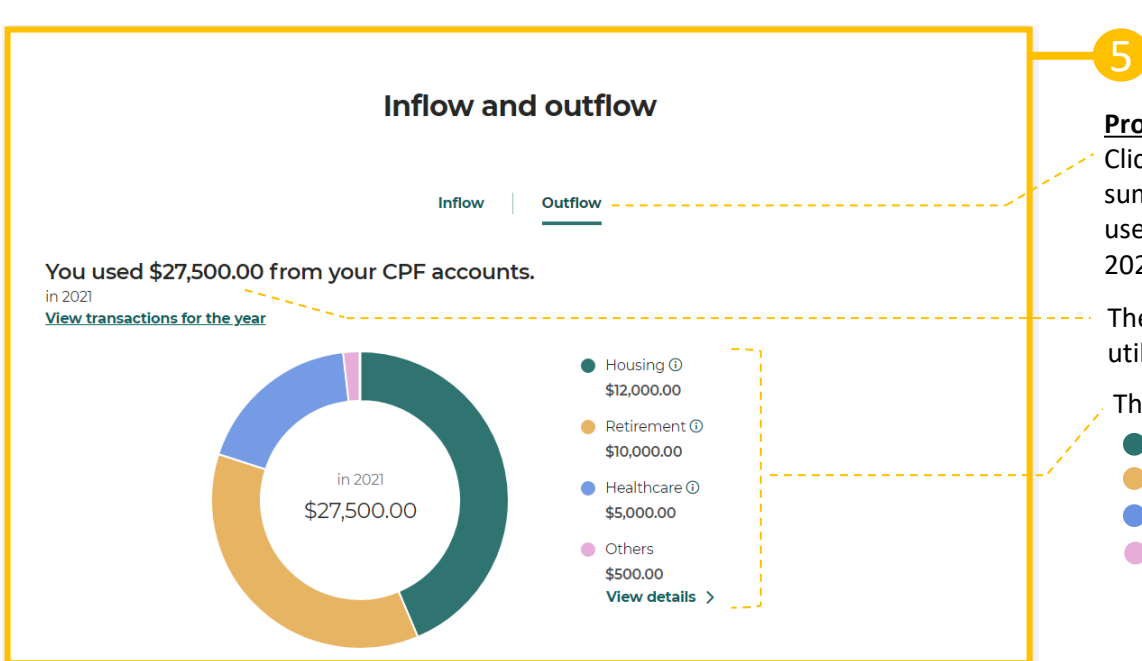 5
Inflow and outflow
Inflow
Outflow
You used $27,500.00 from your CPF accounts.
in 2021
View transactions for the year
in 2021
$27,500.00
Housing
$12,000.00
Retirement
$10,000.00
Healthcare
$5,000.00
Others
$500.00
View details >